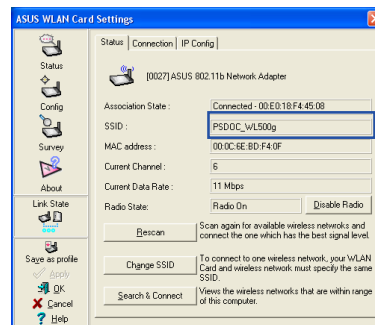 ASUS WLAN Card Settings
Status
Config
Survey
About
Link State
Save as profile
Apply
OK
Cancel
Help
Status Connection IP Config
[0027] ASUS 802.11b Network Adapter
Association State : Connected - 00:E0:18:F4:45:08
SSID : PSDOC_WL500g
MAC address : 00:0C:6E:BD:F4:0F
Current Channel : 6
Current Data Rate : 11 Mbps
Radio State: Radio On Disable Radio
Rescan
Scan again for available wireless networks and
connect the one which has the best signal level.
Change SSID
To connect to one wireless network, your WLAN
Card and wireless network must specify the same
SSID.
Search & Connect
Views the wireless networks that are within range
of this computer.